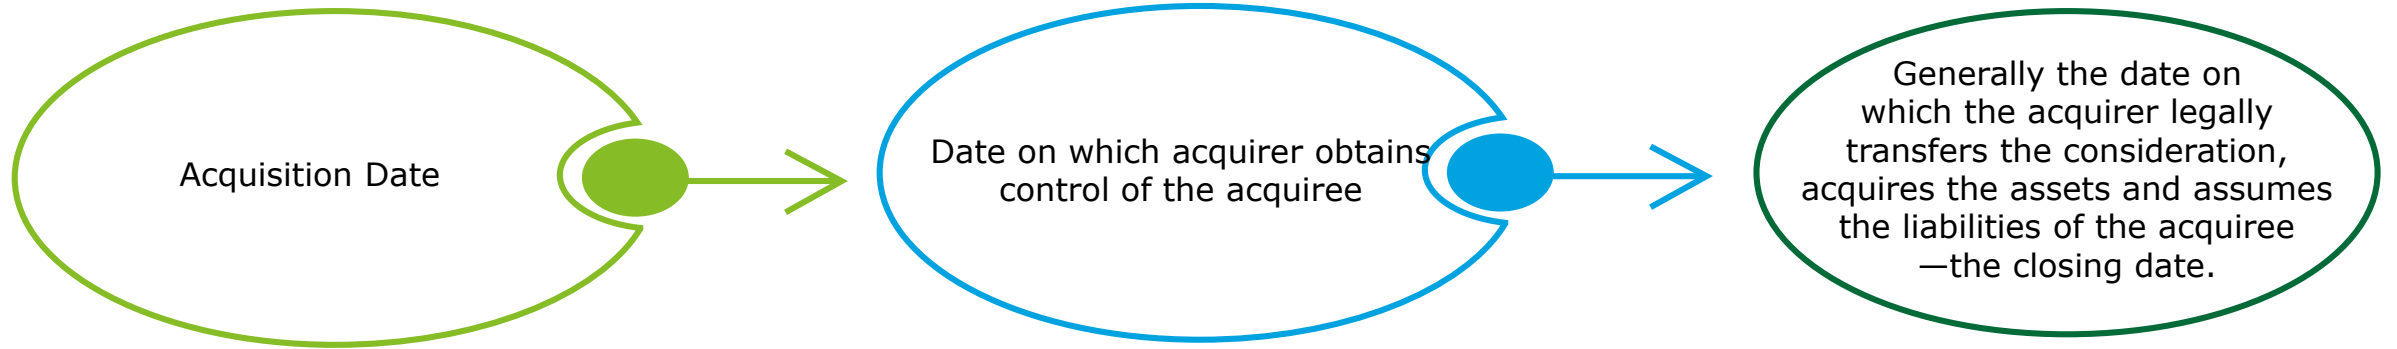 Acquisition Date
Date on which acquirer obtains
control of the acquiree
Generally the date on
which the acquirer legally
transfers the consideration,
acquires the assets and assumes
the liabilities of the acquiree
—the closing date.